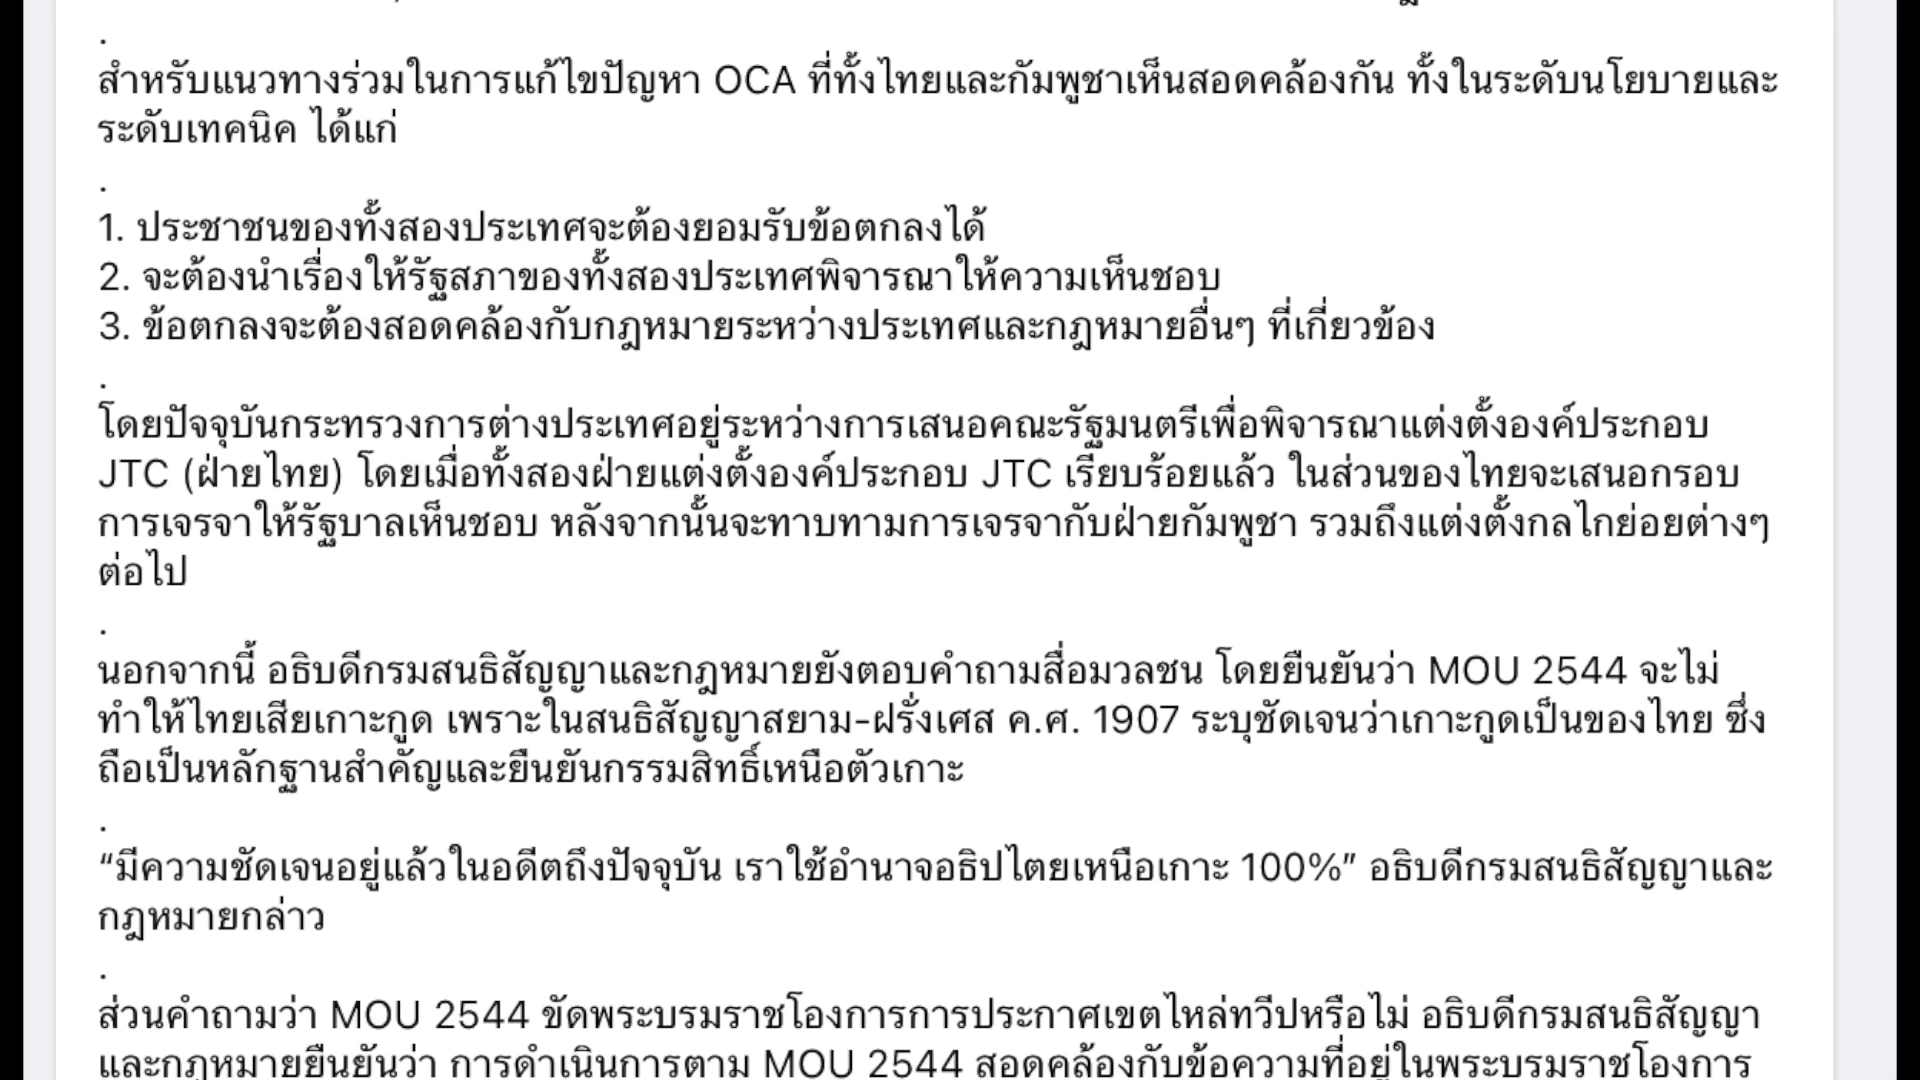 .
สำหรับแนวทางร่วมในการแก้ไขปัญหา OCA ที่ทั้งไทยและกัมพูชาเห็นสอดคล้องกัน ทั้งในระดับนโยบายและ
ระดับเทคนิค ได้แก่
.
1. ประชาชนของทั้งสองประเทศจะต้องยอมรับข้อตกลงได้
2. จะต้องนำเรื่องให้รัฐสภาของทั้งสองประเทศพิจารณาให้ความเห็นชอบ
3. ข้อตกลงจะต้องสอดคล้องกับกฎหมายระหว่างประเทศและกฎหมายอื่นๆ ที่เกี่ยวข้อง
.
โดยปัจจุบันกระทรวงการต่างประเทศอยู่ระหว่างการเสนอคณะรัฐมนตรีเพื่อพิจารณาแต่งตั้งองค์ประกอบ
JTC (ฝ่ายไทย) โดยเมื่อทั้งสองฝ่ายแต่งตั้งองค์ประกอบ JTC เรียบร้อยแล้ว ในส่วนของไทยจะเสนอกรอบ
การเจรจาให้รัฐบาลเห็นชอบ หลังจากนั้นจะทาบทามการเจรจากับฝ่ายกัมพูชา รวมถึงแต่งตั้งกลไกย่อยต่างๆ
ต่อไป
.
นอกจากนี้ อธิบดีกรมสนธิสัญญาและกฎหมายยังตอบคำถามสื่อมวลชน โดยยืนยันว่า MOU 2544 จะไม่
ทำให้ไทยเสียเกาะกูด เพราะในสนธิสัญญาสยาม-ฝรั่งเศส ค.ศ. 1907 ระบุชัดเจนว่าเกาะกูดเป็นของไทย ซึ่ง
ถือเป็นหลักฐานสำคัญและยืนยันกรรมสิทธิ์เหนือตัวเกาะ
.
“มีความชัดเจนอยู่แล้วในอดีตถึงปัจจุบัน เราใช้อำนาจอธิปไตยเหนือเกาะ 100%” อธิบดีกรมสนธิสัญญาและ
กฎหมายกล่าว
.
ส่วนคำถามว่า MOU 2544 ขัดพระบรมราชโองการการประกาศเขตไหล่ทวีปหรือไม่ อธิบดีกรมสนธิสัญญา
และกฎหมายยืนยันว่า การดำเนินการตาม MOU 2544 สอดคล้องกับข้อความที่อยู่ในพระบรมราชโองการ